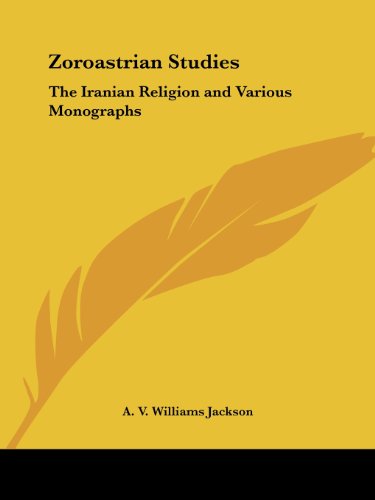 Zoroastrian Studies
The Iranian Religion and Various
Monographs
A. V. Williams Jackson